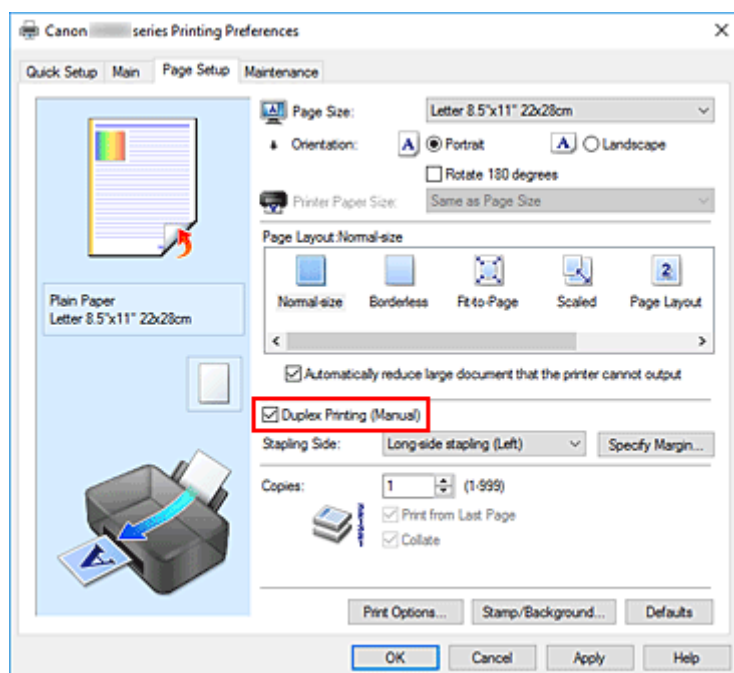 Canon series Printing Preferences
Quick Setup Main Page Setup Maintenance
Page Size: Letter 8.5"x11" 22x28cm
Orientation: A Portrait A Landscape
Rotate 180 degrees
Printer Paper Size: Same as Page Size
Page Layout:Normal-size
2
Normal-size Borderless Fit-to-Page Scaled Page Layout
Plain Paper
Letter 8.5"x11" 22x28cm
Automatically reduce large document that the printer cannot output
Duplex Printing (Manual)
Stapling Side: Long-side stapling (Left) Specify Margin...
Copies: 1 (1-999)
Print from Last Page
Collate
A
Print Options... Stamp/Background... Defaults
OK Cancel Apply Help